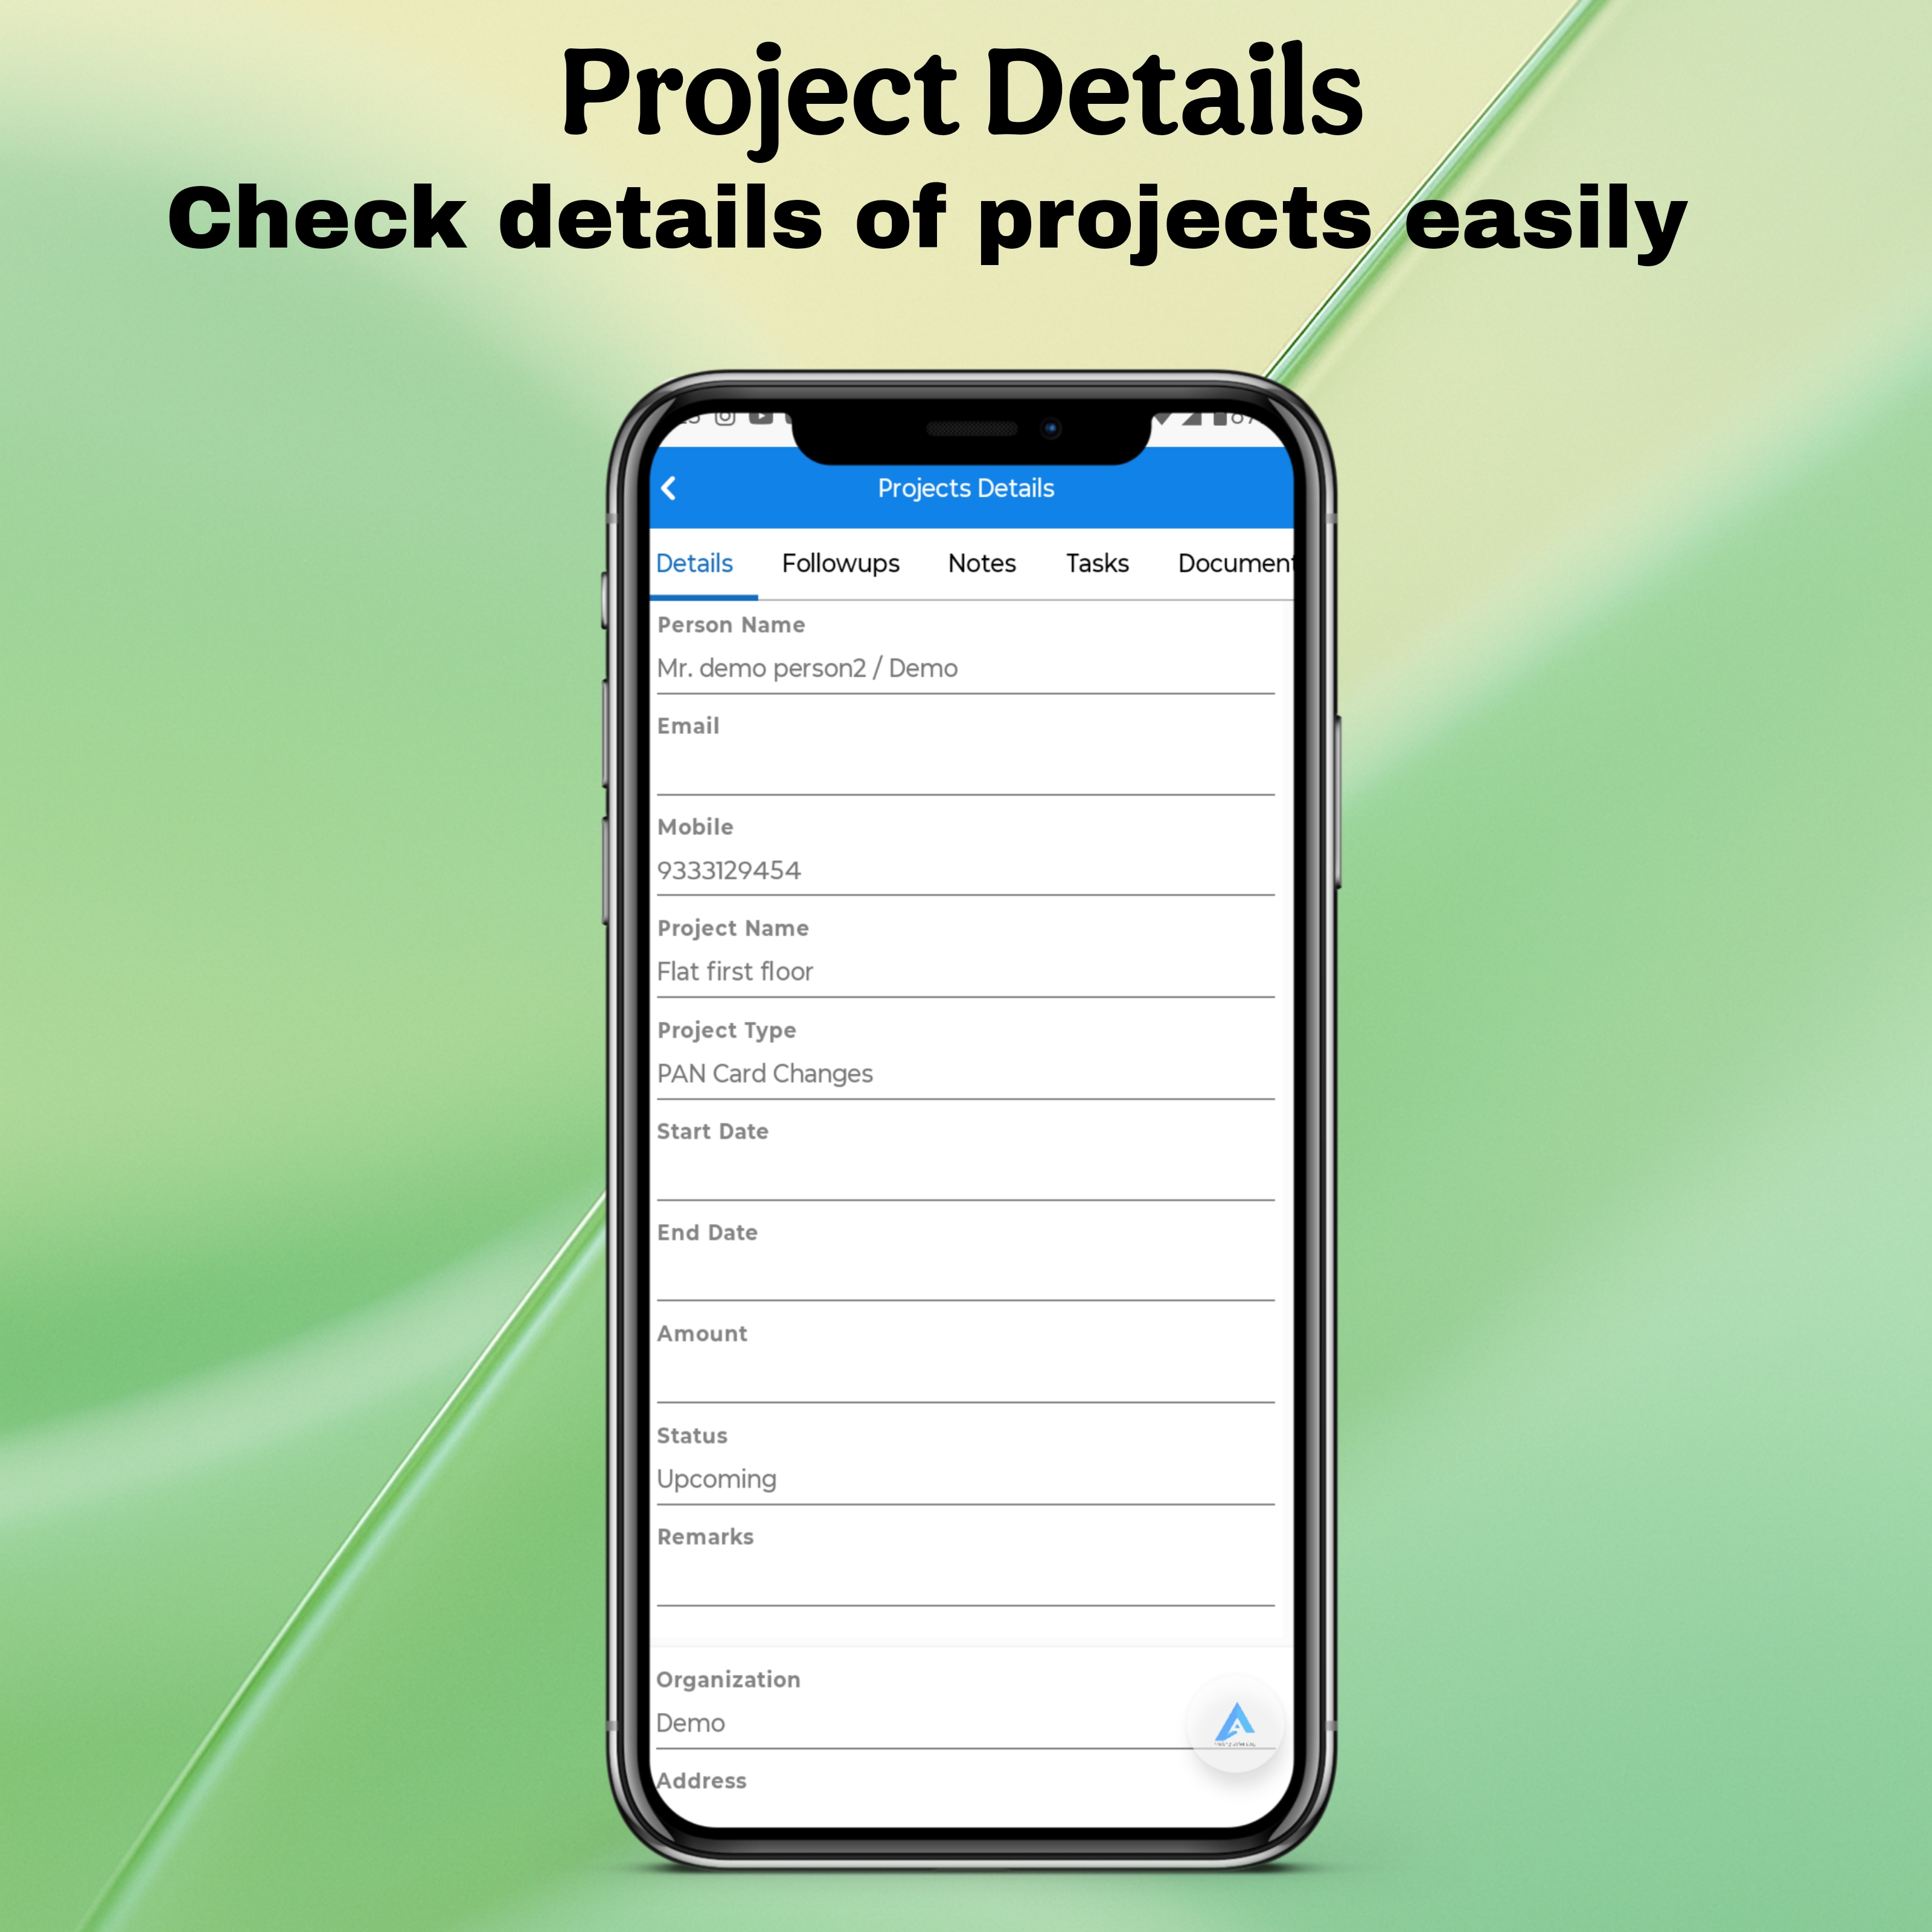 Project Details
Check details of projects easily
Projects Details
Details Followups Notes Tasks Document
Person Name
Mr. demo person2 / Demo
Email
Mobile
9333129454
Project Name
Flat first floor
Project Type
PAN Card Changes
Start Date
End Date
Amount
Status
Upcoming
Remarks
Organization
Demo
Address